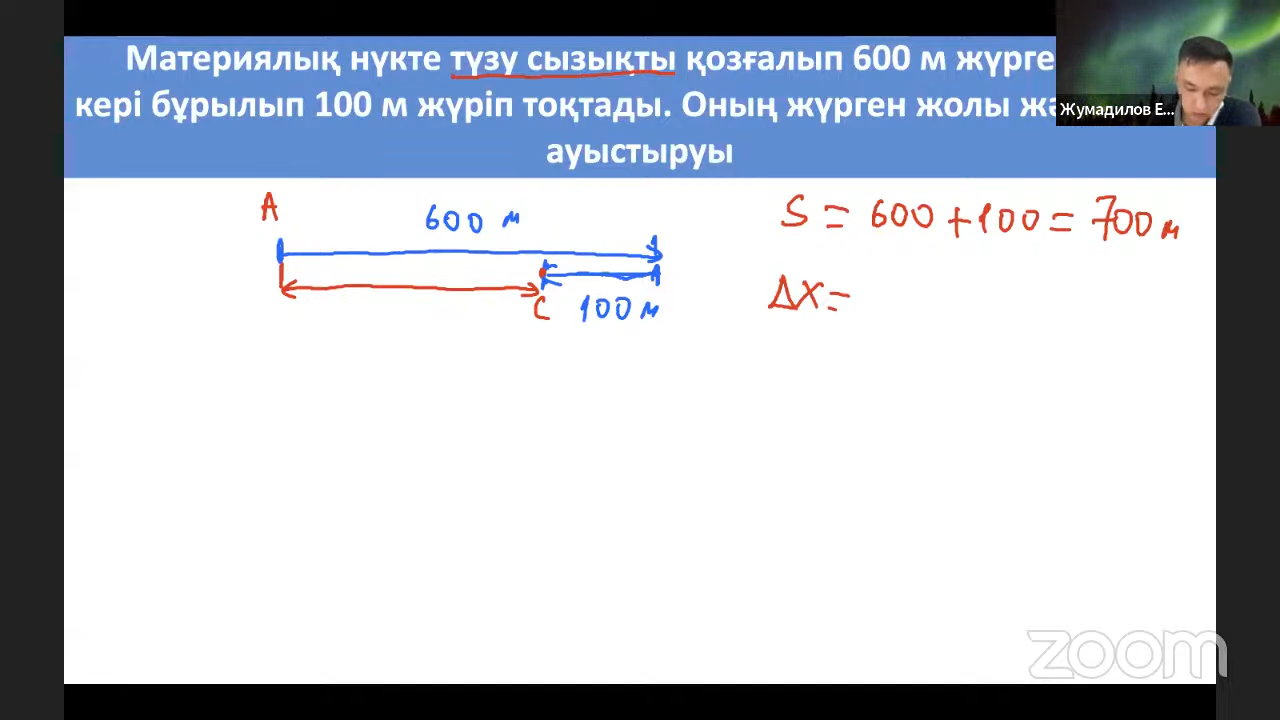 Материялық нүкте түзу сызықты қозғалып 600 м жүрге
кері бұрылып 100 м жүріп тоқтады. Оның жүрген жолы
ауыстыруы
Жумадилов Е...
A
600 м
S = 600 + 100 = 700 м
ΔX =
C
100 м
zoom